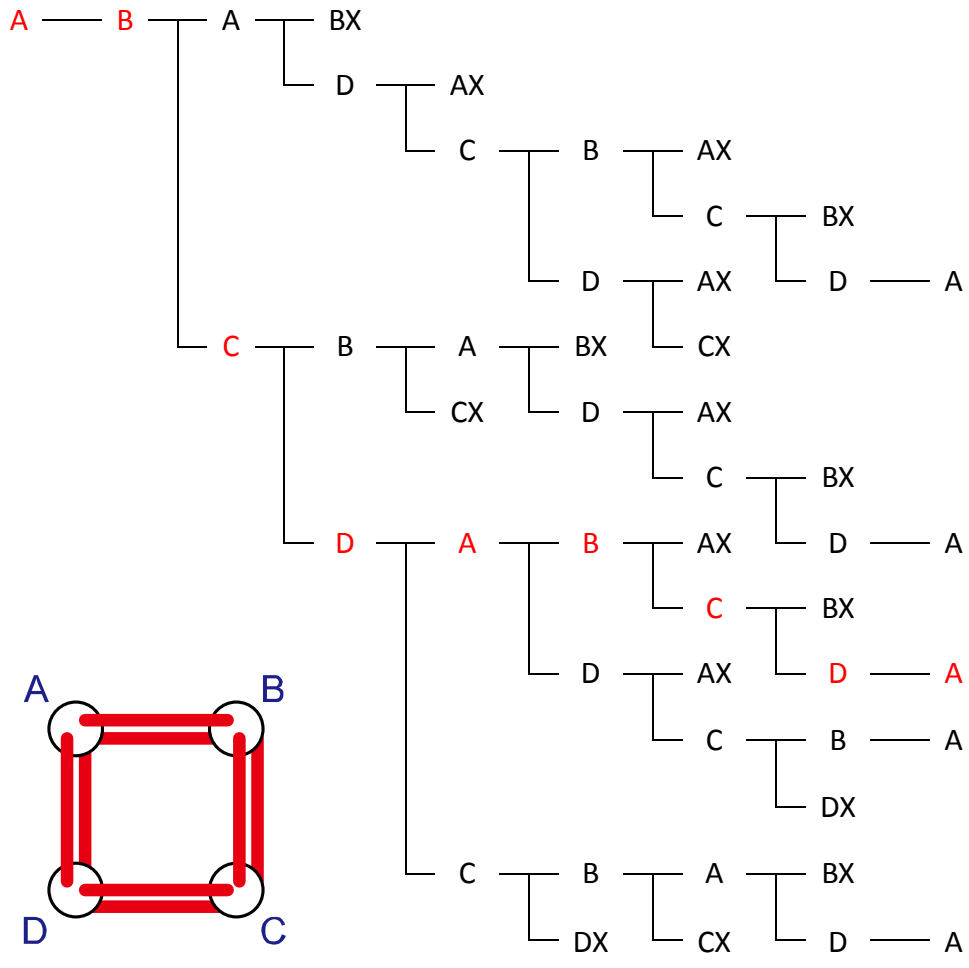 A B A BX
D AX
C B AX
C BX
D AX D A
C B A BX CX
CX D AX
C BX
D A B AX D A
C BX
D AX D A
A B
C B A
DX
C B A BX
D C
DX CX D A